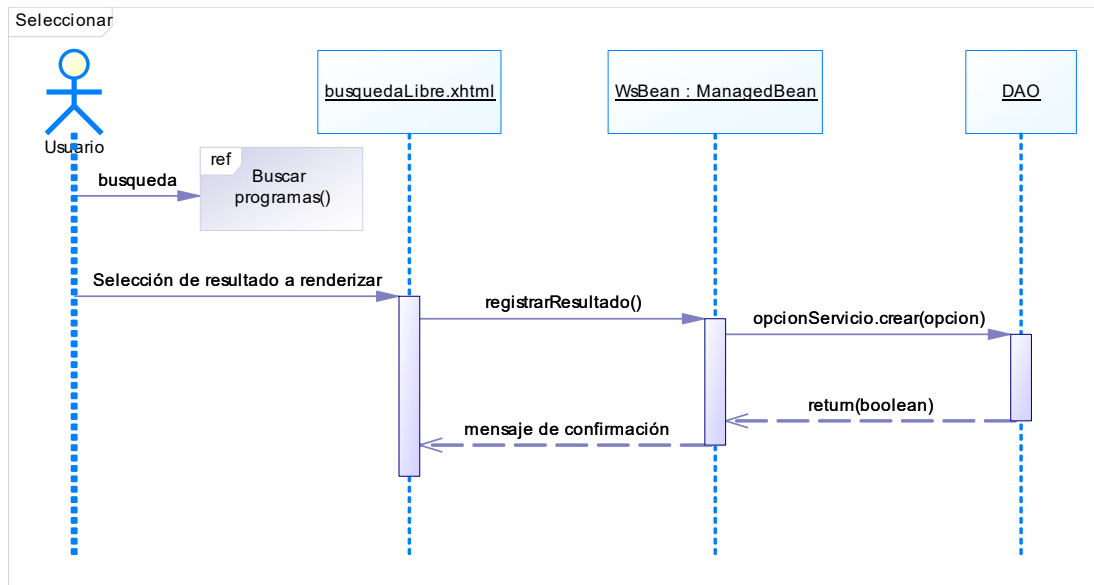 Seleccionar
Usuario
busquedaLibre.xhtml
WsBean : ManagedBean
DAO
ref
Buscar
programas()
busqueda
Selección de resultado a renderizar
registrarResultado()
opcionServicio.crear(opcion)
return(boolean)
mensaje de confirmación